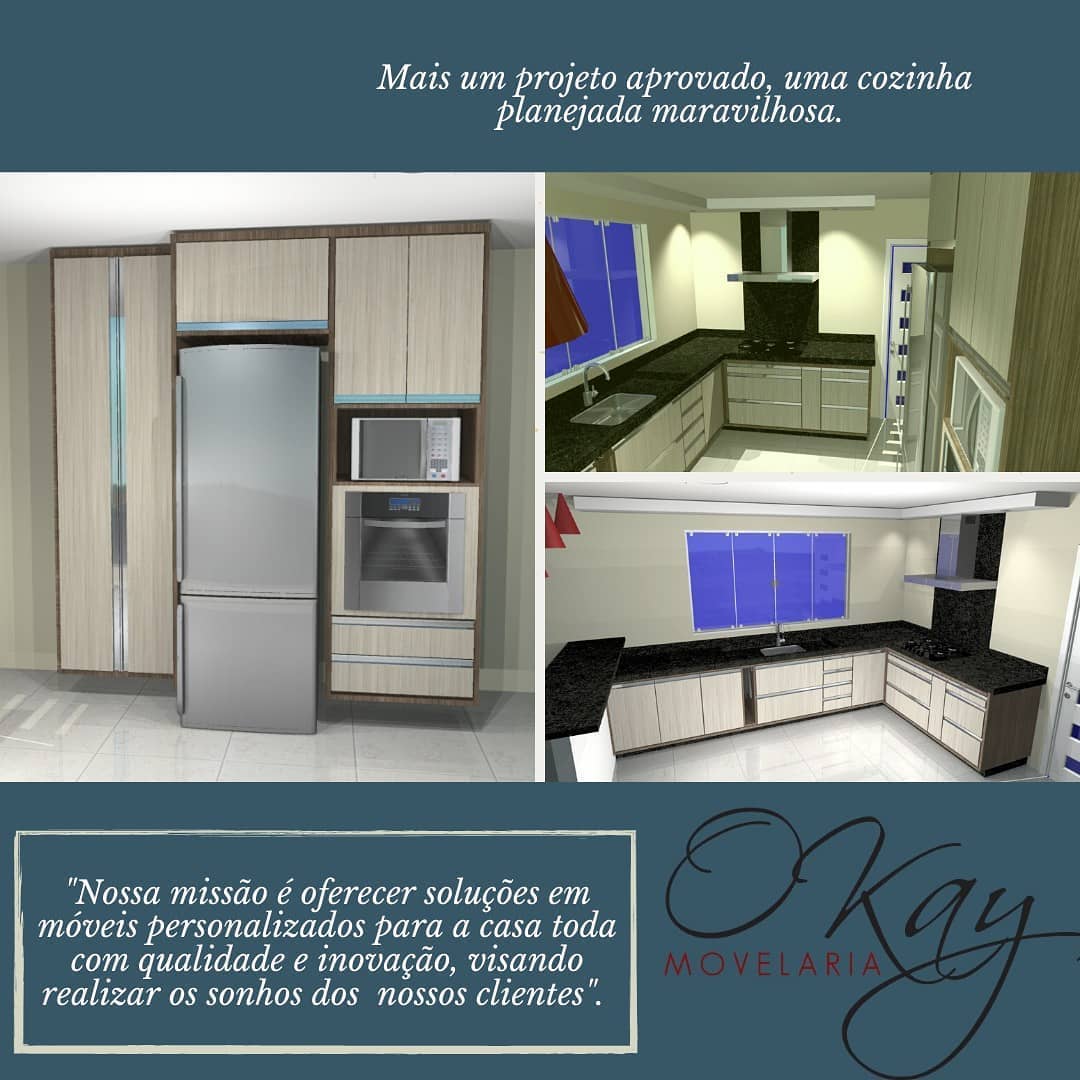 Mais um projeto aprovado, uma cozinha
planejada maravilhosa.
"Nossa missão é oferecer soluções em
móveis personalizados para a casa toda
com qualidade e inovação, visando
realizar os sonhos dos nossos clientes".
OKay
MOVELARIA